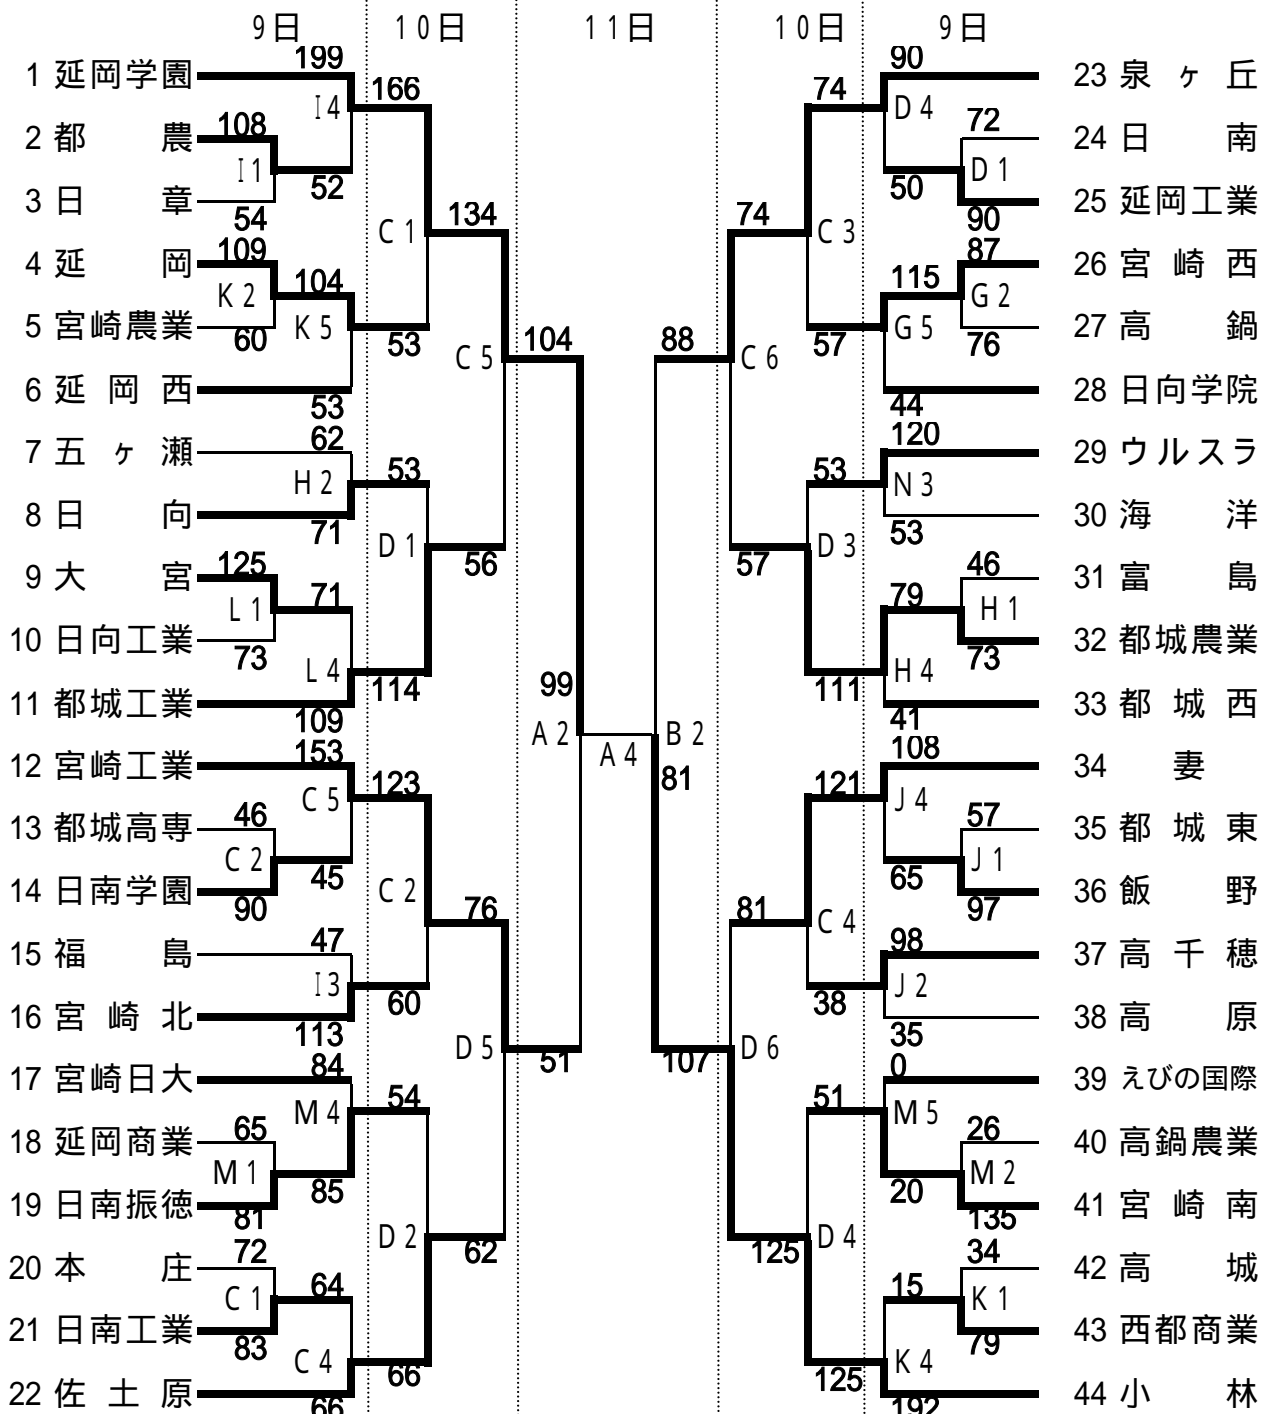 9日 10日 11日 10日 9日
199 90
1 延岡学園 166 74 23 泉ヶ丘
I4 D4
108 72
2 都農 24 日南
I1 D1
52 50
3 日章 25 延岡工業
54 134 74 90
109 C1 C3 87
4 延岡 26 宮崎西
104 115
K2 G2
5 宮崎農業 K5 G5 27 高鍋
60 53 104 88 57 76
C5 C6
6 延岡西 28 日向学院
53 44
62 120
7 五ヶ瀬 29 ウルスラ
53 53
H2 N3
8 日向 30 海洋
71 53
D1 D3
125 56 57 46
9 大宮 31 富島
71 79
L1 H1
10 日向工業 32 都城農業
73 73
L4 H4
114 99 111
11 都城工業 33 都城西
109 41
A2 B2
153 A4 108
12 宮崎工業 34 妻
123 81 121
C5 J4
46 57
13 都城高専 35 都城東
C2 J1
45 65
14 日南学園 C2 36 飯野
90 76 81 97
C4
47 98
15 福島 37 高千穂
I3 J2
60 38
16 宮崎北 38 高原
113 35
D5 D6
84 51 107 0
17 宮崎日大 39 えびの国際
54 51
M4 M5
65 26
18 延岡商業 40 高鍋農業
M1 M2
85 20
19 日南振徳 41 宮崎南
81 135
D2 D4
72 62 125 34
20 本庄 42 高城
64 15
C1 K1
21 日南工業 43 西都商業
83 79
C4 K4
66 125
22 佐土原 44 小林
66 192